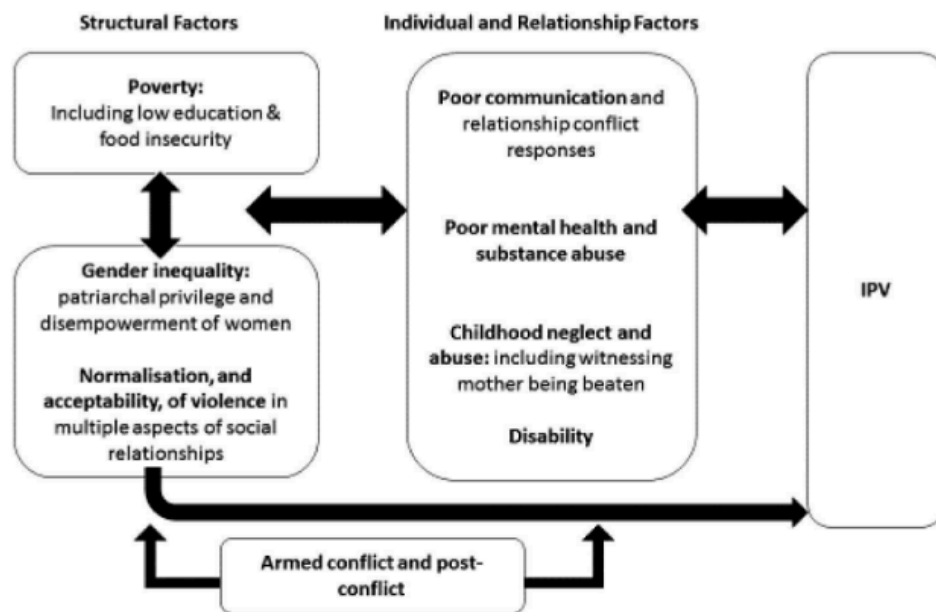 Structural Factors
Individual and Relationship Factors
Poverty:
Including low education &
food insecurity
Gender inequality:
patriarchal privilege and
disempowerment of women
Normalisation, and
acceptability, of violence in
multiple aspects of social
relationships
Poor communication and
relationship conflict
responses
Poor mental health and
substance abuse
Childhood neglect and
abuse: including witnessing
mother being beaten
Disability
IPV
Armed conflict and post-
conflict